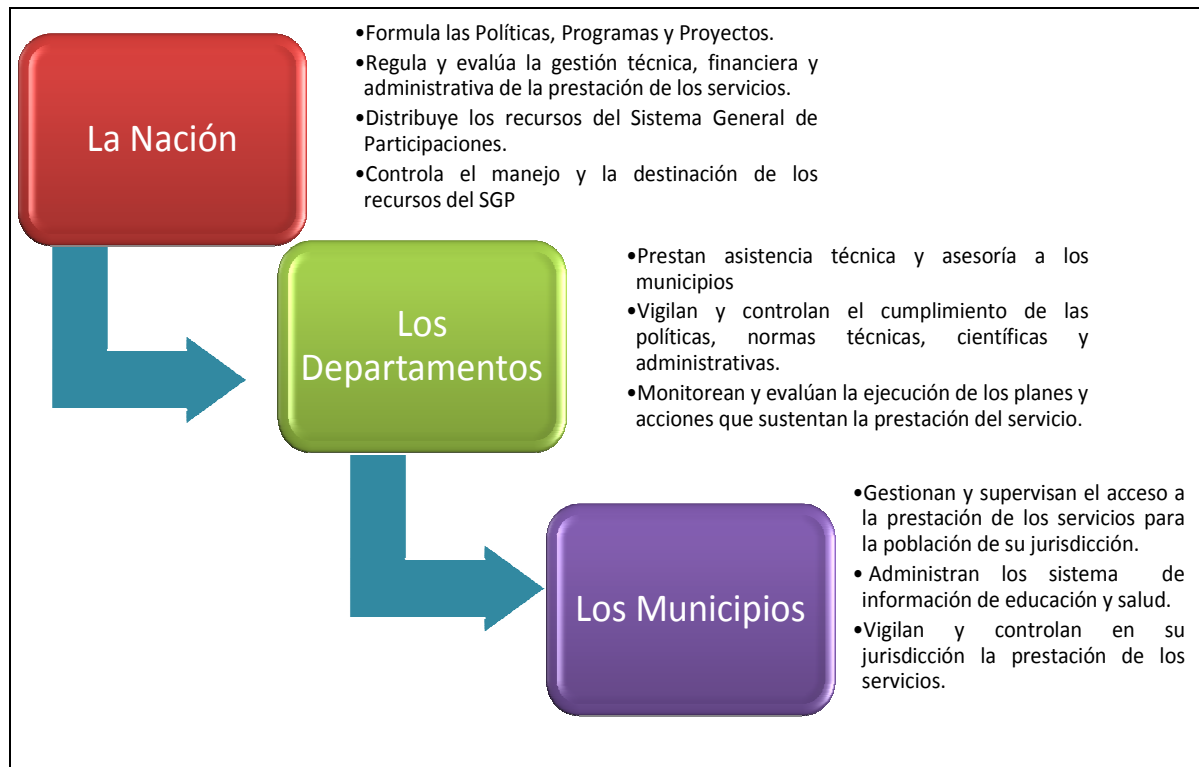 La Nación
•Formula las Políticas, Programas y Proyectos.
•Regula y evalúa la gestión técnica, financiera y
administrativa de la prestación de los servicios.
•Distribuye los recursos del Sistema General de
Participaciones.
•Controla el manejo y la destinación de los
recursos del SGP
Los
Departamentos
•Prestan asistencia técnica y asesoría a los
municipios
•Vigilan y controlan el cumplimiento de las
políticas, normas técnicas, científicas y
administrativas.
•Monitorean y evalúan la ejecución de los planes y
acciones que sustentan la prestación del servicio.
Los Municipios
•Gestionan y supervisan el acceso a
la prestación de los servicios para
la población de su jurisdicción.
• Administran los sistema de
información de educación y salud.
•Vigilan y controlan en su
jurisdicción la prestación de los
servicios.